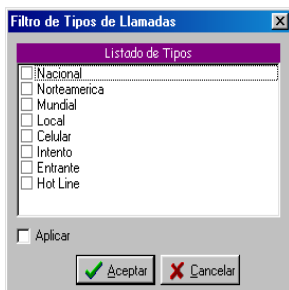 Filtro de Tipos de Llamadas
Listado de Tipos
Nacional
Norteamerica
Mundial
Local
Celular
Intento
Entrante
Hot Line
Aplicar
Aceptar
Cancelar